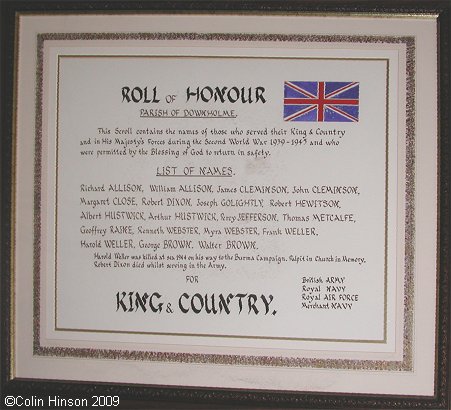 ROLL OF HONOUR
PARISH OF DOWNHOLME.
This Scroll contains the names of those who served their King & Country
and in His Majesty's Forces during the Second World War 1939-1945 and who
were permitted by the Blessing of God to return in safety.
LIST OF NAMES.
Richard ALLISON, William ALLISON, James CLEMINSON, John CLEMINSON,
Margaret CLOSE, Robert DIXON, Joseph GOLIGHTLY, Robert HEWITSON,
Albert HUSTWICK, Arthur HUSTWICK, Percy JEFFERSON, Thomas METCALFE,
Geoffrey RAINE, Kenneth WEBSTER, Myra WEBSTER, Frank WELLER,
Harold WELLER, George BROWN. Walter BROWN.
Harold Weller was killed at sea 1944 on his way to the Burma Campaign. Pulpit in Church in Memory.
Robert Dixon died whilst serving in the Army.
FOR
KING & COUNTRY.
British ARMY
Royal NAVY
Royal AIR FORCE
Merchant NAVY
©Colin Hinson 2009